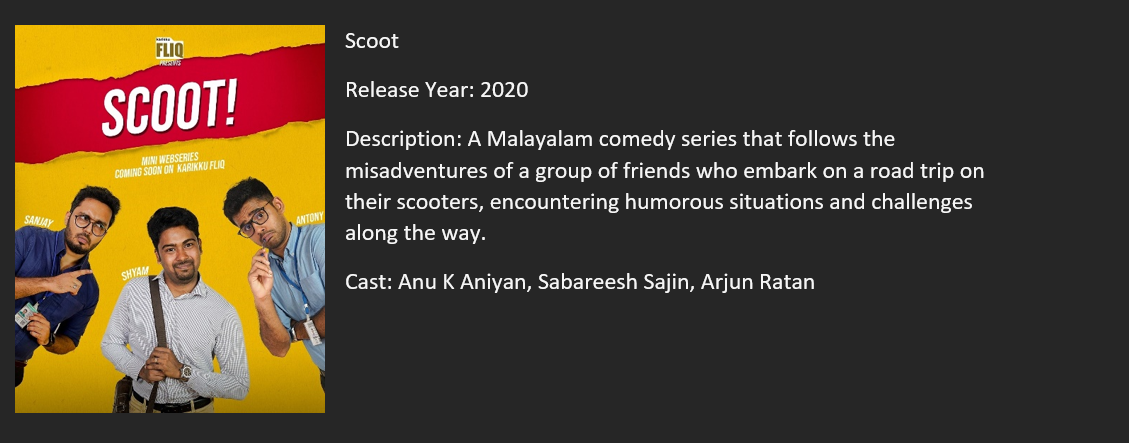 Karikku
FLIQ
PRESENTS
SCOOT!
MINI WEBSERIES
COMING SOON ON KARIKKU FLIQ
SANJAY
SHYAM
ANTONY
Scoot
Release Year: 2020
Description: A Malayalam comedy series that follows the
misadventures of a group of friends who embark on a road trip on
their scooters, encountering humorous situations and challenges
along the way.
Cast: Anu K Aniyan, Sabareesh Sajin, Arjun Ratan